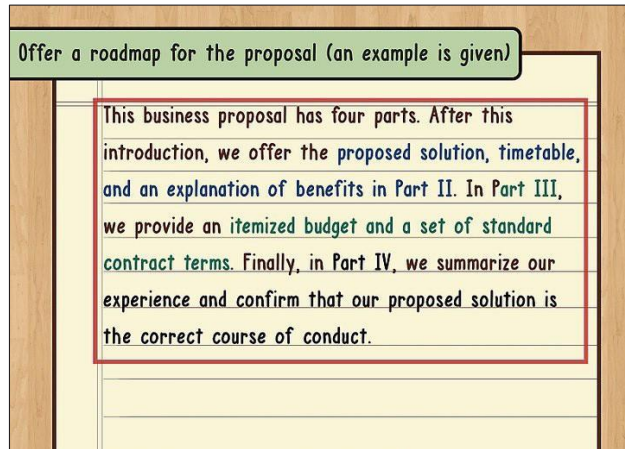 Offer a roadmap for the proposal (an example is given)
This business proposal has four parts. After this
introduction, we offer the proposed solution, timetable,
and an explanation of benefits in Part II. In Part III,
we provide an itemized budget and a set of standard
contract terms. Finally, in Part IV, we summarize our
experience and confirm that our proposed solution is
the correct course of conduct.